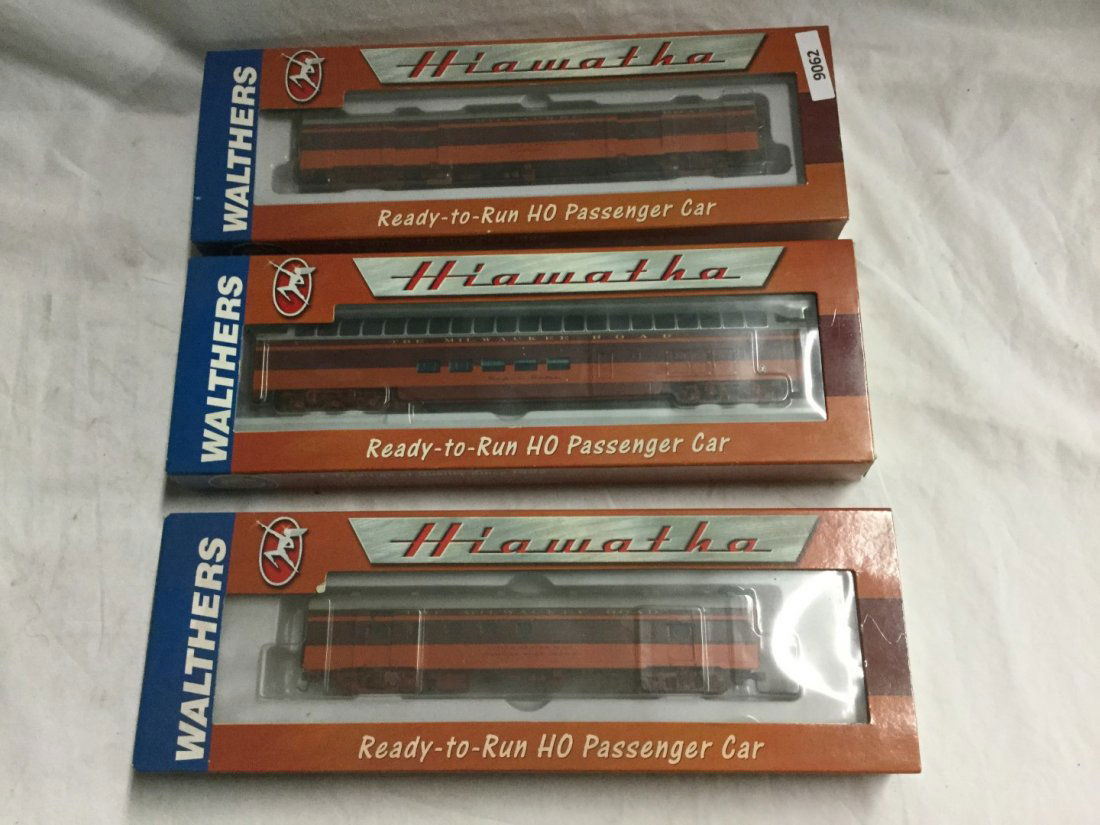 WALTHERS
Hiawatha
9062
Ready-to-Run HO Passenger Car
WALTHERS
Hiawatha
THE MILWAUKEE ROAD
Ready-to-Run HO Passenger Car
WALTHERS
Hiawatha
Ready-to-Run HO Passenger Car